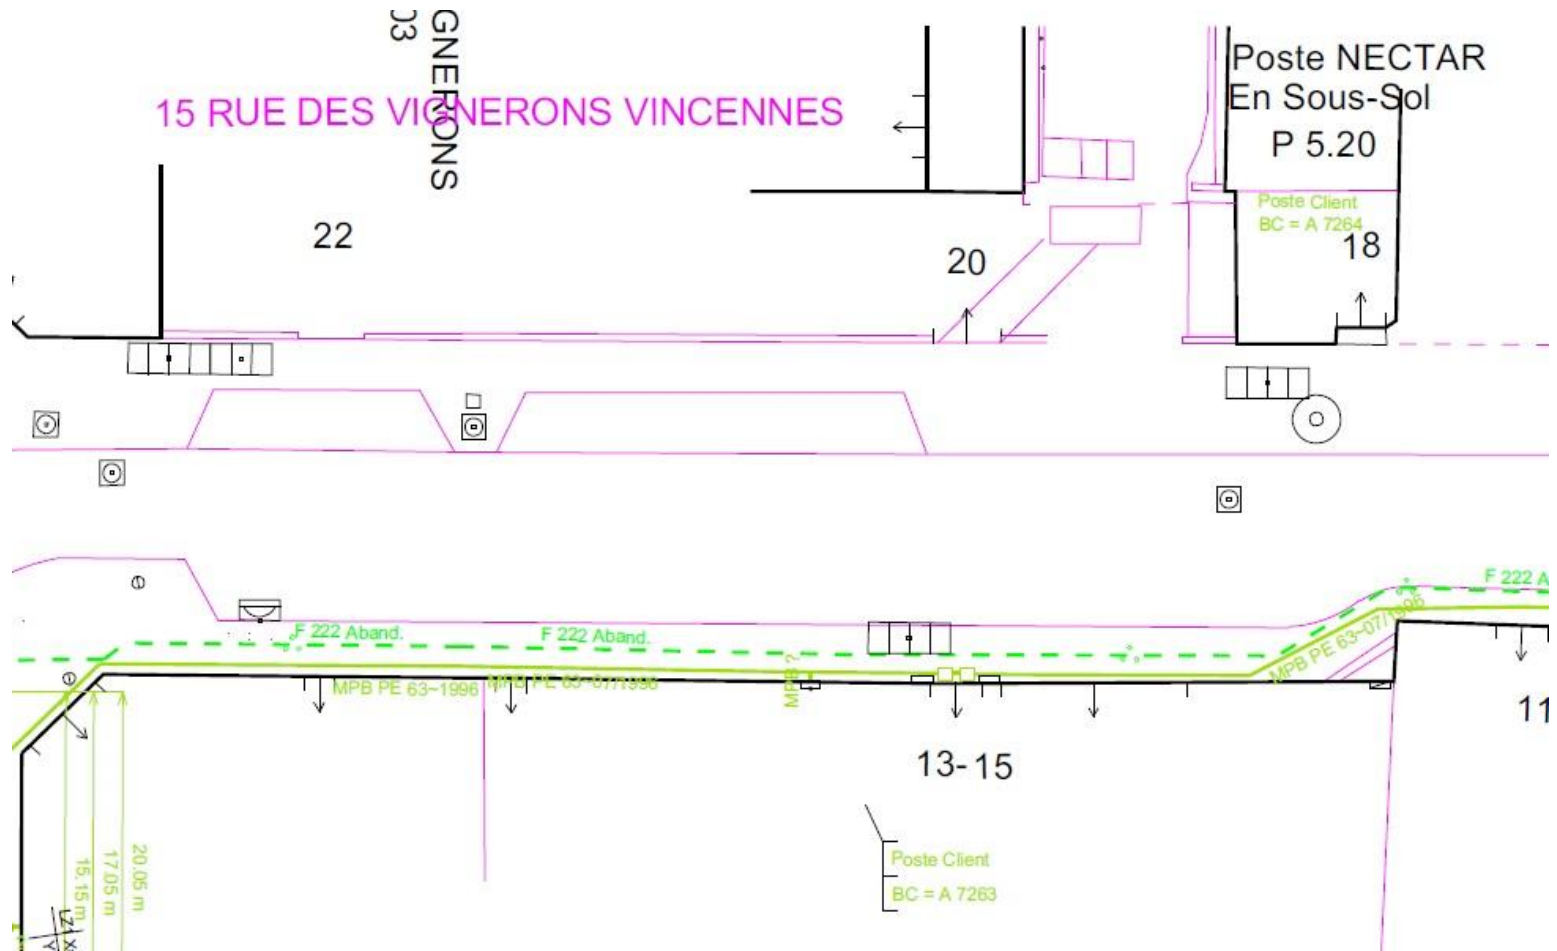 GNERONS
03
15 RUE DES VIGNERONS VINCENNES
Poste NECTAR
En Sous-Sol
P 5.20
Poste Client
BC = A 7264
22
20
18
F 222 A
F 222 Aband.
F 222 Aband.
MPB PE 63~07/1996
MPB ?
MPB PE 63~1996
MPB PE 63~07/1996
11
13-15
20.05 m
17.05 m
15.15 m
Poste Client
BC = A 7263